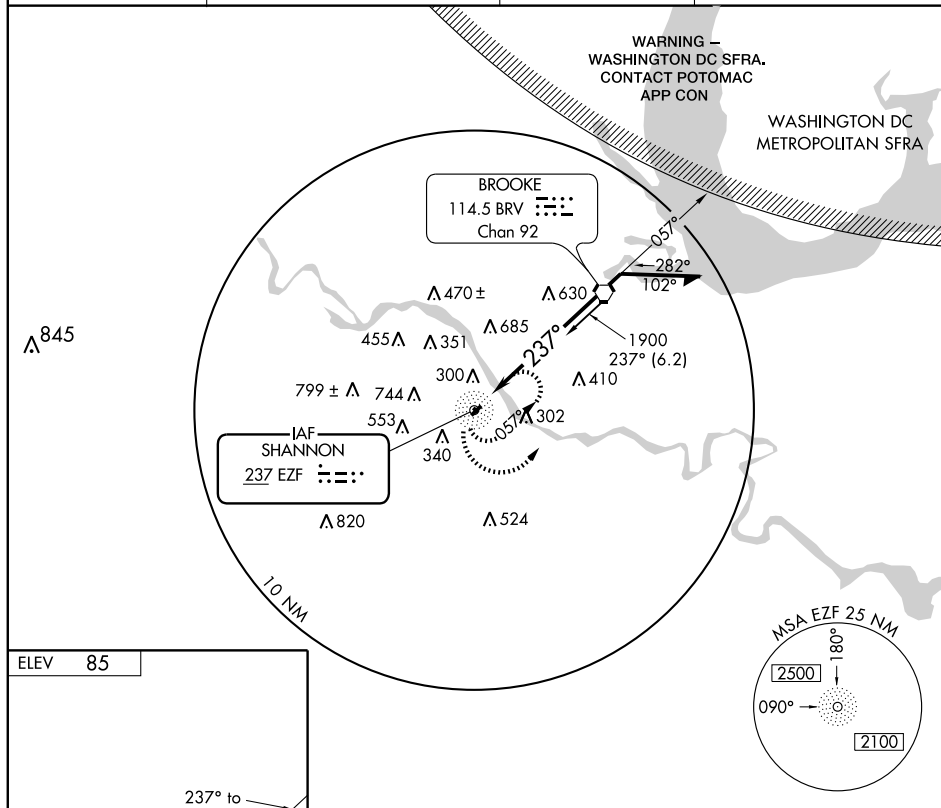 WARNING –
WASHINGTON DC SFRA.
CONTACT POTOMAC
APP CON
WASHINGTON DC
METROPOLITAN SFRA
BROOKE
114.5 BRV
Chan 92
057°
282°
102°
470 ±
630
845
455
351
685
237°
1900
237° (6.2)
300
410
799 ±
744
553
057°
302
340
IAF
SHANNON
237 EZF
820
524
10 NM
MSA EZF 25 NM
180°
2500
090°
2100
ELEV 85
237° to